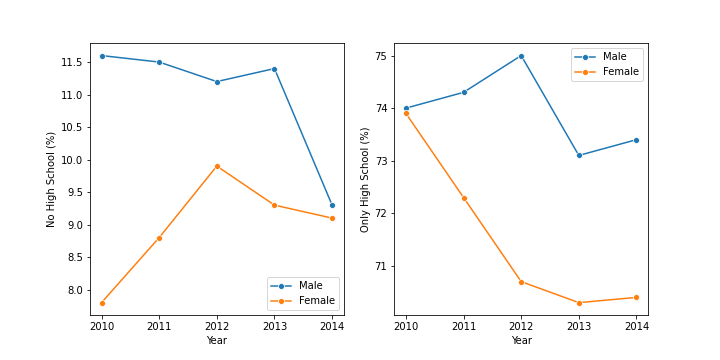 No High School (%)
11.5
11.0
10.5
10.0
9.5
9.0
8.5
8.0
2010 2011 2012 2013 2014
Year
Male
Female
Only High School (%)
75
74
73
72
71
2010 2011 2012 2013 2014
Year
Male
Female